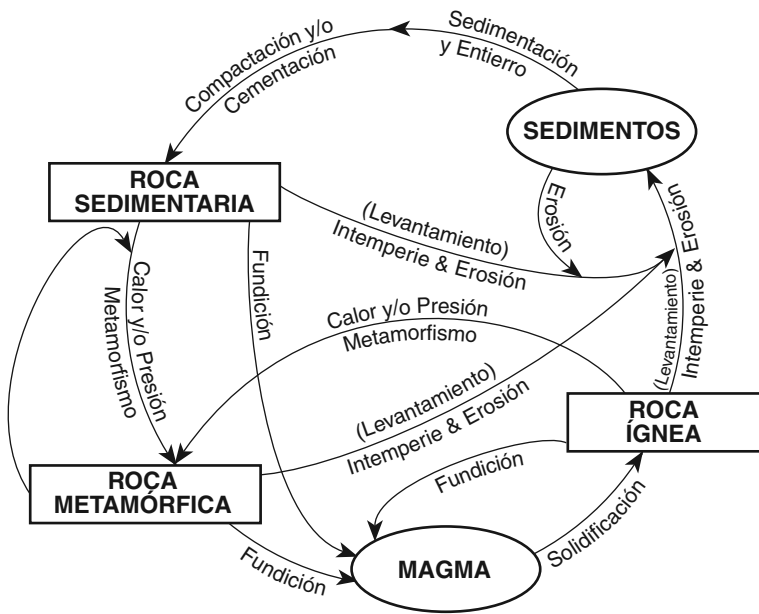 Sedimentación
y Entierro
Compactación y/o
Cementación
SEDIMENTOS
ROCA
SEDIMENTARIA
Erosión
(Levantamiento)
Intemperie & Erosión
(Levantamiento)
Intemperie & Erosión
Fundición
Calor y/o Presión
Metamorfismo
Calor y/o Presión
Metamorfismo
(Levantamiento)
Intemperie & Erosión
ROCA
ÍGNEA
ROCA
METAMÓRFICA
Fundición
Solidificación
Fundición
MAGMA